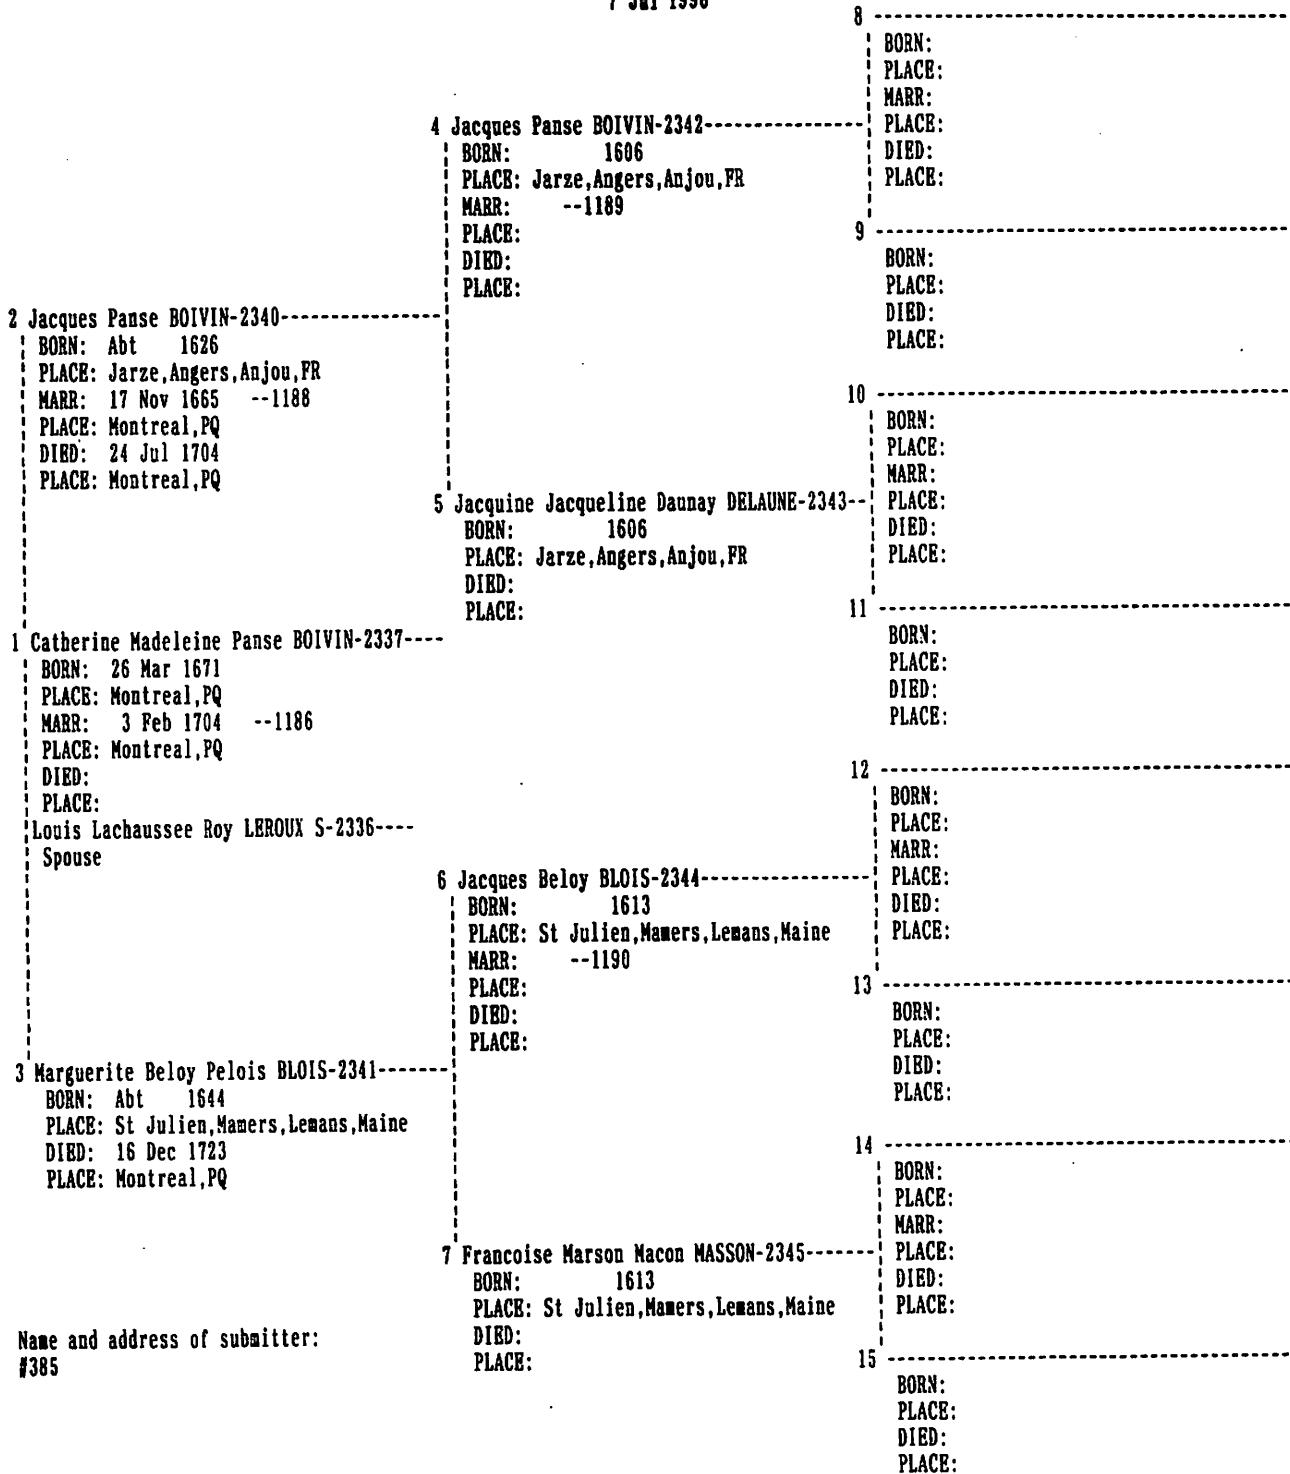 7 Jul 1996
8
BORN:
PLACE:
MARR:
PLACE:
DIED:
PLACE:
4 Jacques Panse BOIVIN-2342
BORN: 1606
PLACE: Jarze,Angers,Anjou,FR
MARR: --1189
PLACE:
DIED:
PLACE:
9
BORN:
PLACE:
DIED:
PLACE:
2 Jacques Panse BOIVIN-2340
BORN: Abt 1626
PLACE: Jarze,Angers,Anjou,FR
MARR: 17 Nov 1665 --1188
PLACE: Montreal,PQ
DIED: 24 Jul 1704
PLACE: Montreal,PQ
10
BORN:
PLACE:
MARR:
PLACE:
DIED:
PLACE:
5 Jacquine Jacqueline Daunay DELAUNE-2343--
BORN: 1606
PLACE: Jarze,Angers,Anjou,FR
DIED:
PLACE:
11
BORN:
PLACE:
DIED:
PLACE:
1 Catherine Madeleine Panse BOIVIN-2337----
BORN: 26 Mar 1671
PLACE: Montreal,PQ
MARR: 3 Feb 1704 --1186
PLACE: Montreal,PQ
DIED:
PLACE:
Louis Lachaussee Roy LEROUX S-2336----
Spouse
12
BORN:
PLACE:
MARR:
PLACE:
DIED:
PLACE:
6 Jacques Beloy BLOIS-2344
BORN: 1613
PLACE: St Julien,Mamers,Lemans,Maine
MARR: --1190
PLACE:
DIED:
PLACE:
13
BORN:
PLACE:
DIED:
PLACE:
3 Marguerite Beloy Pelois BLOIS-2341-------
BORN: Abt 1644
PLACE: St Julien,Mamers,Lemans,Maine
DIED: 16 Dec 1723
PLACE: Montreal,PQ
14
BORN:
PLACE:
MARR:
PLACE:
DIED:
PLACE:
7 Francoise Marson Macon MASSON-2345-------
BORN: 1613
PLACE: St Julien,Mamers,Lemans,Maine
DIED:
PLACE:
15
BORN:
PLACE:
DIED:
PLACE:
Name and address of submitter:
#385